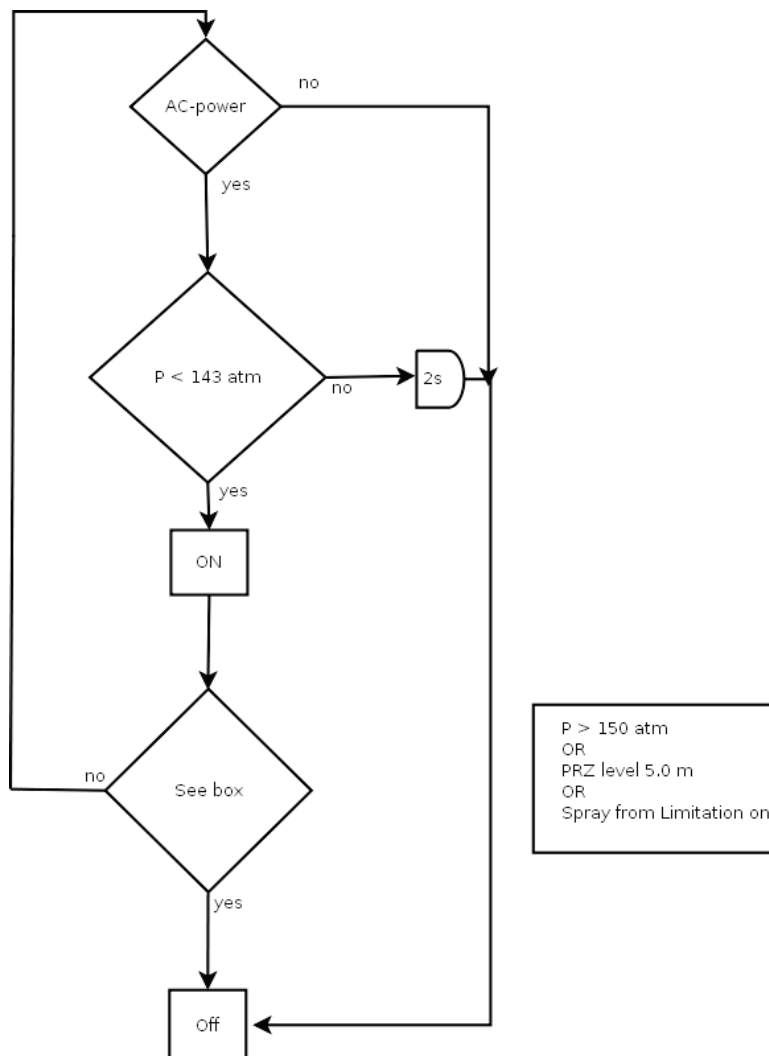 no
AC-power
yes
P < 143 atm
no
2s
yes
ON
no
See box
yes
Off
P > 150 atm
OR
PRZ level 5.0 m
OR
Spray from Limitation on